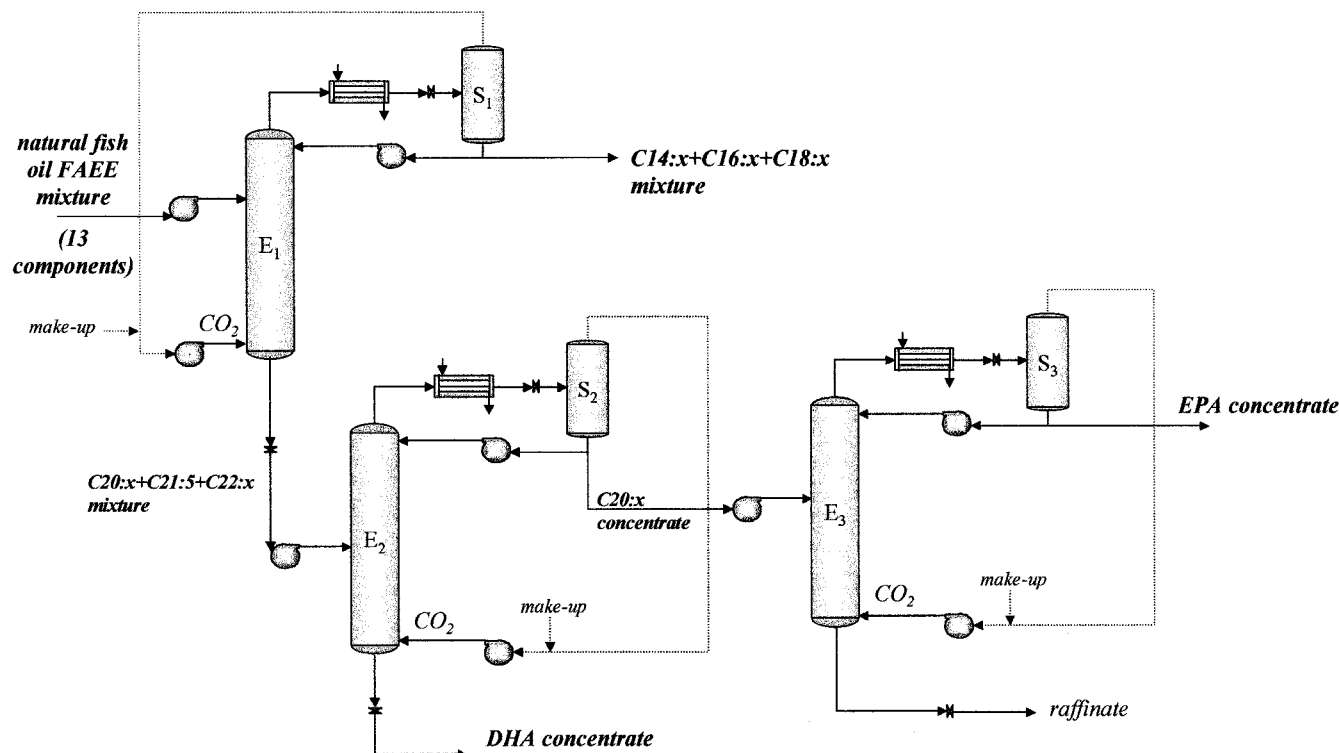 S1
natural fish
oil FAEE
mixture
(13
components)
E1
C14:x+C16:x+C18:x
mixture
make-up
CO2
S2
S3
EPA concentrate
C20:x+C21:5+C22:x
mixture
E2
C20:x
concentrate
E3
CO2
make-up
CO2
make-up
DHA concentrate
raffinate